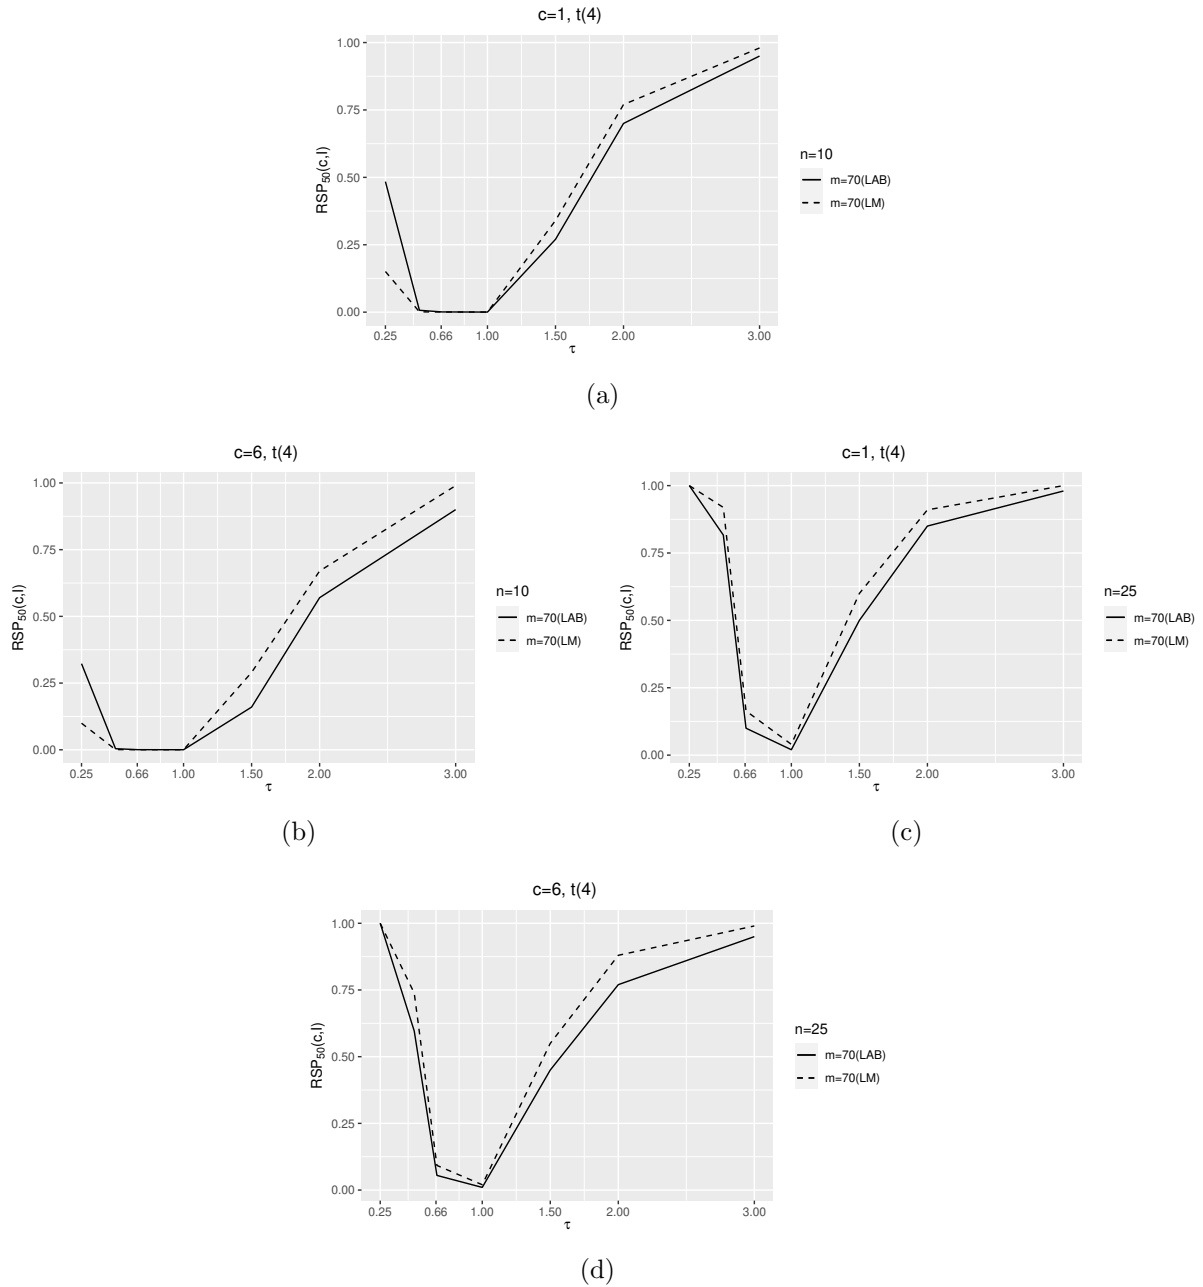 c=1, t(4)
1.00
0.75
0.50
0.25
0.00
RSP50(c,I)
0.25 0.66 1.00 1.50 2.00 3.00
τ
n=10
m=70(LAB)
m=70(LM)
(a)
c=6, t(4)
1.00
0.75
0.50
0.25
0.00
RSP50(c,I)
0.25 0.66 1.00 1.50 2.00 3.00
τ
n=10
m=70(LAB)
m=70(LM)
(b)
c=1, t(4)
1.00
0.75
0.50
0.25
0.00
RSP50(c,I)
0.25 0.66 1.00 1.50 2.00 3.00
τ
n=25
m=70(LAB)
m=70(LM)
(c)
c=6, t(4)
1.00
0.75
0.50
0.25
0.00
RSP50(c,I)
0.25 0.66 1.00 1.50 2.00 3.00
τ
n=25
m=70(LAB)
m=70(LM)
(d)